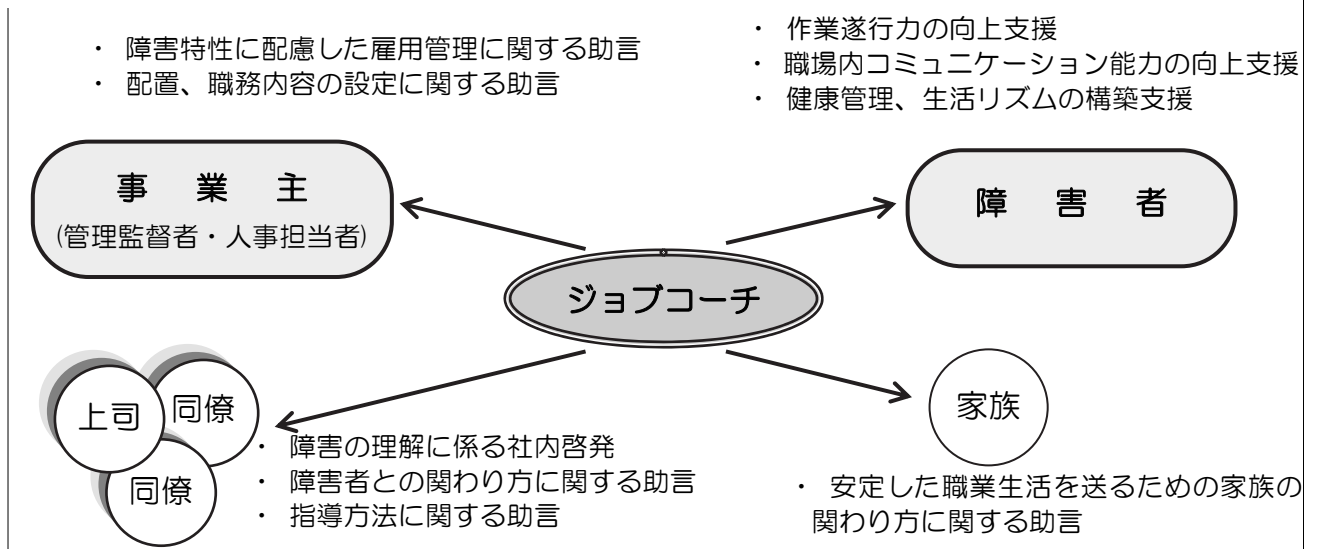 ・ 障害特性に配慮した雇用管理に関する助言
・ 配置、職務内容の設定に関する助言
・ 作業遂行力の向上支援
・ 職場内コミュニケーション能力の向上支援
・ 健康管理、生活リズムの構築支援
事 業 主
(管理監督者・人事担当者)
障 害 者
ジョブコーチ
上司
同僚
同僚
・ 障害の理解に係る社内啓発
・ 障害者との関わり方に関する助言
・ 指導方法に関する助言
家族
・ 安定した職業生活を送るための家族の
関わり方に関する助言